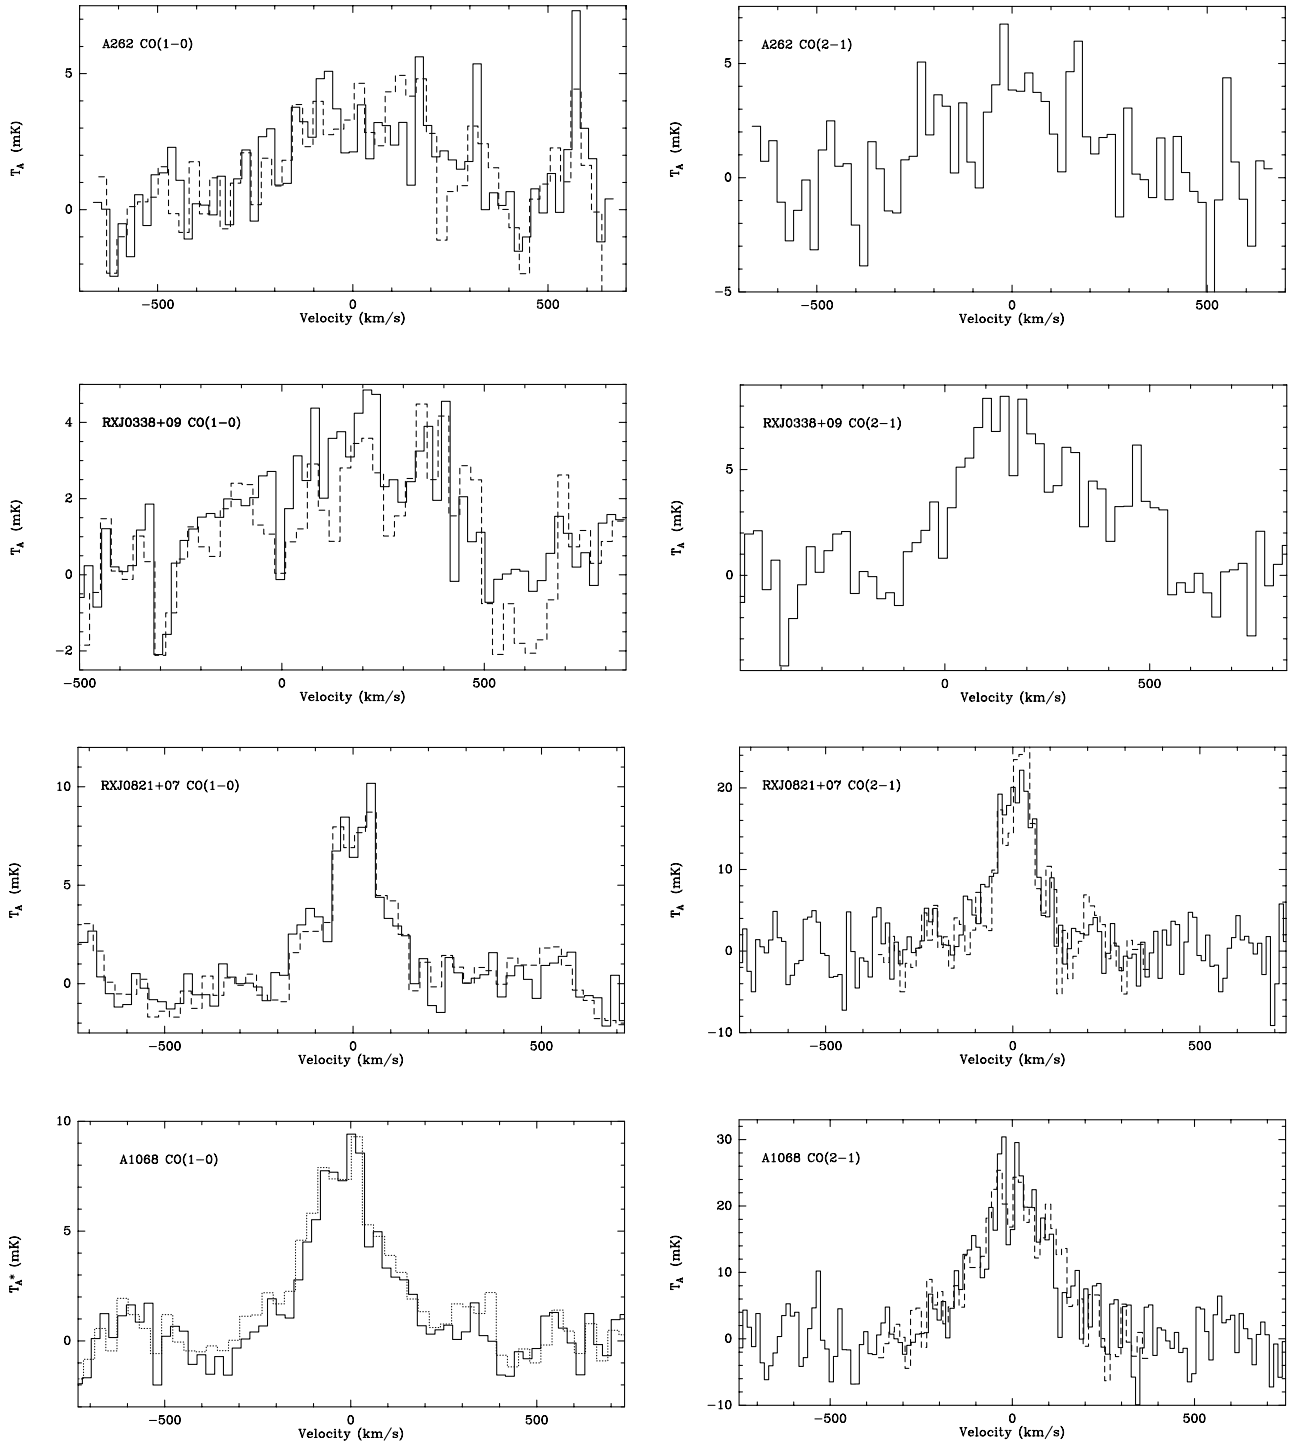 A262 CO(1−0)
5
0
T_A (mK)
−500 0 500
Velocity (km/s)
A262 CO(2−1)
5
0
−5
T_A (mK)
−500 0 500
Velocity (km/s)
RXJ0338+09 CO(1−0)
4
2
0
−2
T_A (mK)
−500 0 500
Velocity (km/s)
RXJ0338+09 CO(2−1)
5
0
T_A (mK)
0 500
Velocity (km/s)
RXJ0821+07 CO(1−0)
10
5
0
T_A (mK)
−500 0 500
Velocity (km/s)
RXJ0821+07 CO(2−1)
20
10
0
−10
T_A (mK)
−500 0 500
Velocity (km/s)
A1068 CO(1−0)
10
5
0
T_A* (mK)
−500 0 500
Velocity (km/s)
A1068 CO(2−1)
30
20
10
0
−10
T_A (mK)
−500 0 500
Velocity (km/s)